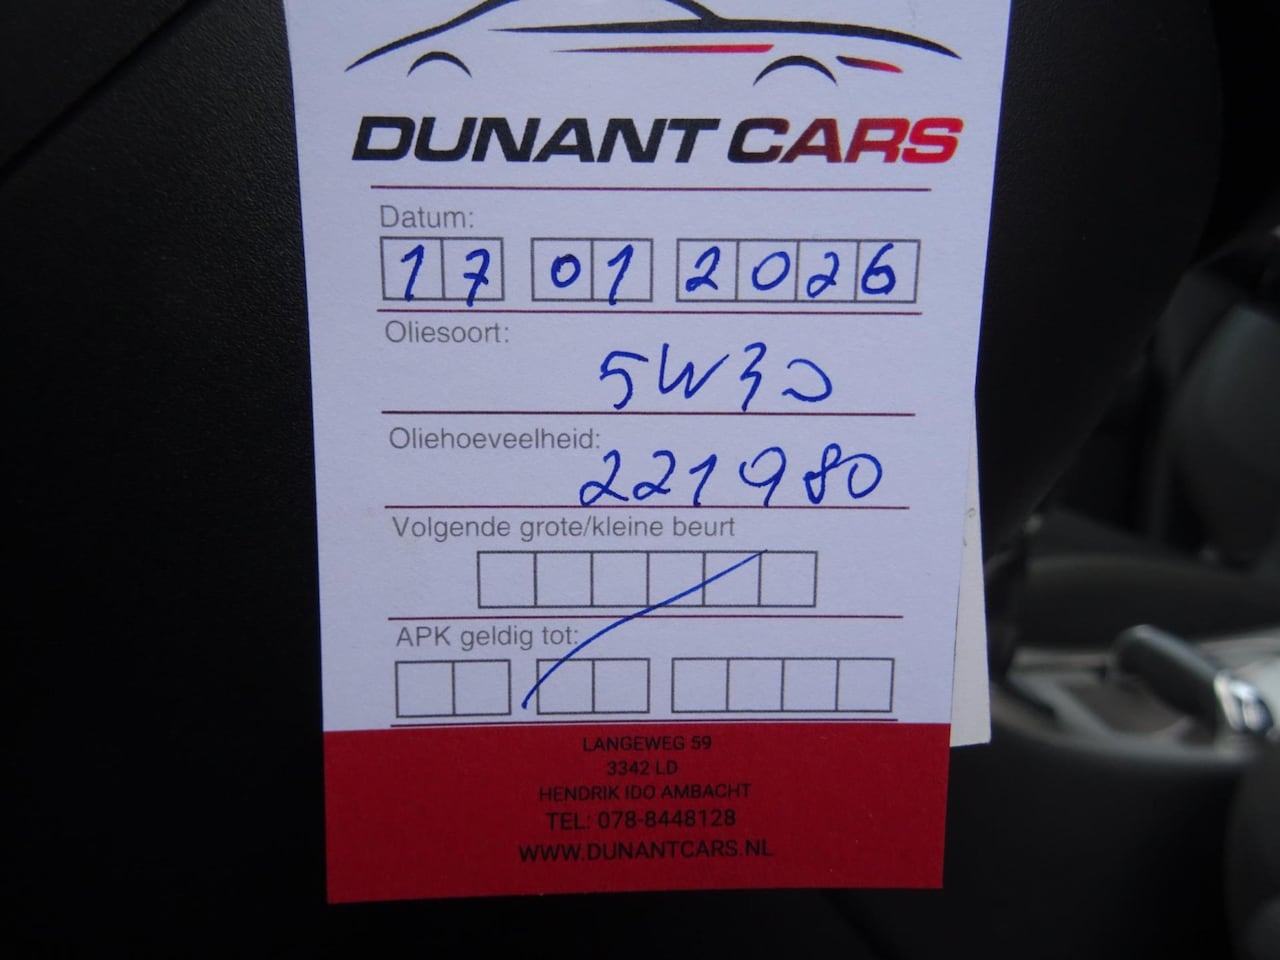 DUNANT CARS
Datum:
17 01 2026
Oliesoort:
5W30
Oliehoeveelheid:
221980
Volgende grote/kleine beurt
APK geldig tot:
LANGEWEG 59
3342 LD
HENDRIK IDO AMBACHT
TEL: 078-8448128
WWW.DUNANTCARS.NL